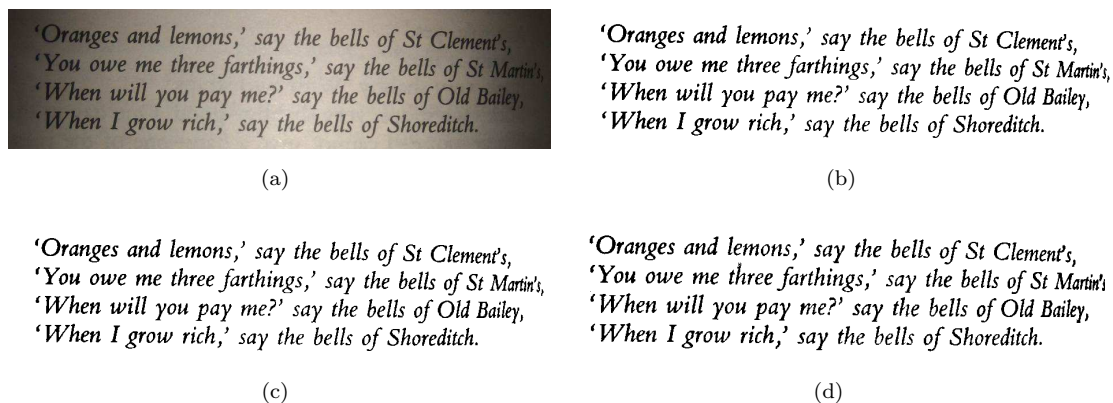 ‘Oranges and lemons,’ say the bells of St Clement’s,
‘You owe me three farthings,’ say the bells of St Martin’s,
‘When will you pay me?’ say the bells of Old Bailey,
‘When I grow rich,’ say the bells of Shoreditch.
(a)
‘Oranges and lemons,’ say the bells of St Clement’s,
‘You owe me three farthings,’ say the bells of St Martin’s,
‘When will you pay me?’ say the bells of Old Bailey,
‘When I grow rich,’ say the bells of Shoreditch.
(b)
‘Oranges and lemons,’ say the bells of St Clement’s,
‘You owe me three farthings,’ say the bells of St Martin’s,
‘When will you pay me?’ say the bells of Old Bailey,
‘When I grow rich,’ say the bells of Shoreditch.
(c)
‘Oranges and lemons,’ say the bells of St Clement’s,
‘You owe me three farthings,’ say the bells of St Martin’s
‘When will you pay me?’ say the bells of Old Bailey,
‘When I grow rich,’ say the bells of Shoreditch.
(d)